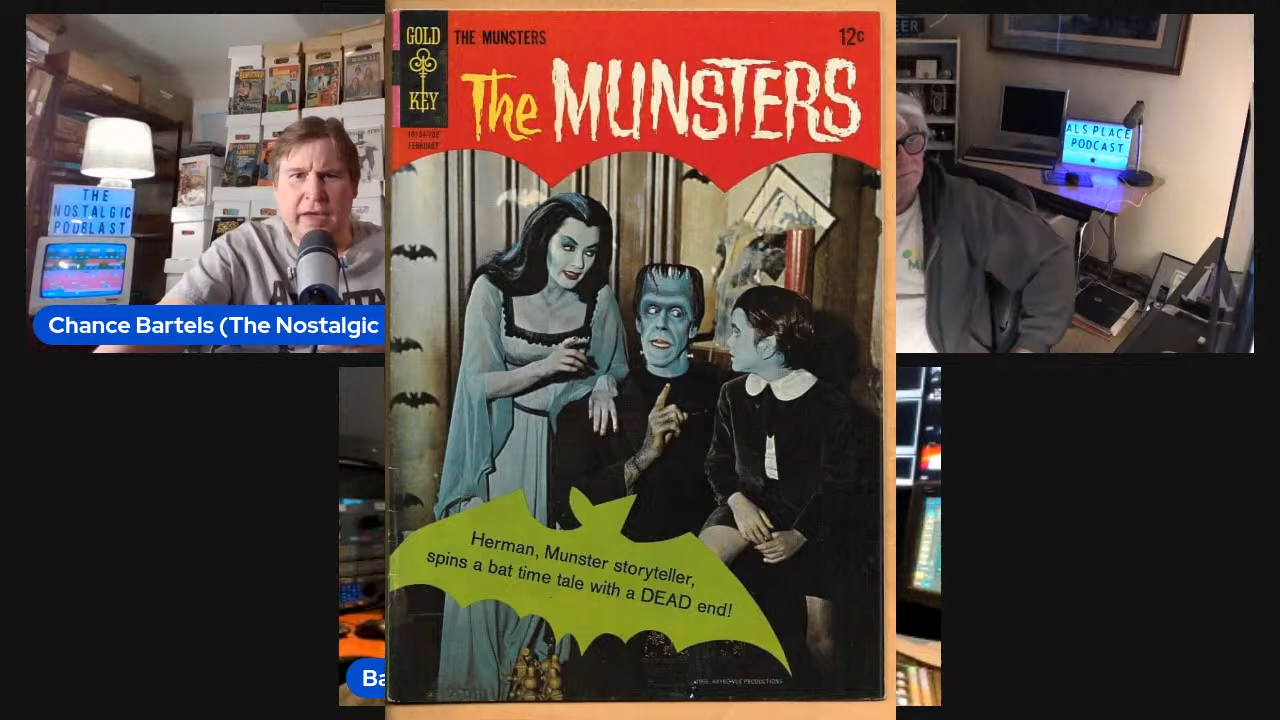 THE
NOSTALGIC
PODBLAST
Chance Bartels (The Nostalgic
GOLD
KEY
THE MUNSTERS
12c
The MUNSTERS
FEBRUARY
Herman, Munster storyteller,
spins a bat time tale with a DEAD end!
ALS PLACE
PODCAST
Ba